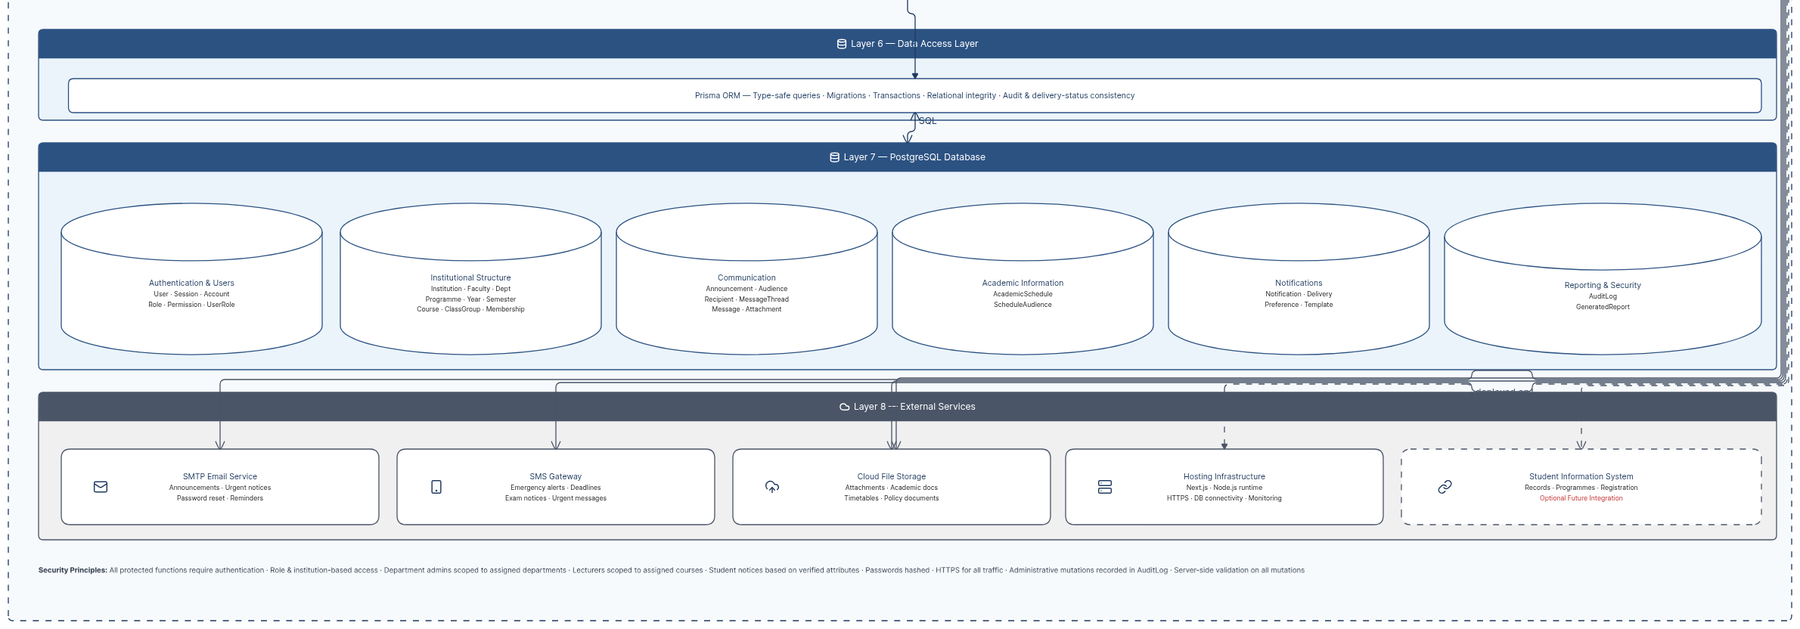 Layer 6 — Data Access Layer
Prisma ORM — Type-safe queries · Migrations · Transactions · Relational integrity · Audit & delivery-status consistency
SQL
Layer 7 — PostgreSQL Database
Authentication & Users
User · Session · Account
Role · Permission · UserRole
Institutional Structure
Institution · Faculty · Dept
Programme · Year · Semester
Course · ClassGroup · Membership
Communication
Announcement · Audience
Recipient · MessageThread
Message · Attachment
Academic Information
AcademicSchedule
ScheduleAudience
Notifications
Notification · Delivery
Preference · Template
Reporting & Security
AuditLog
GeneratedReport
Layer 8 — External Services
SMTP Email Service
Announcements · Urgent notices
Password reset · Reminders
SMS Gateway
Emergency alerts · Deadlines
Exam notices · Urgent messages
Cloud File Storage
Attachments · Academic docs
Timetables · Policy documents
Hosting Infrastructure
Next.js · Node.js runtime
HTTPS · DB connectivity · Monitoring
Student Information System
Records · Programmes · Registration
Optional Future Integration
Security Principles: All protected functions require authentication · Role & institution-based access · Department admins scoped to assigned departments · Lecturers scoped to assigned courses · Student notices based on verified attributes · Passwords hashed · HTTPS for all traffic · Administrative mutations recorded in AuditLog · Server-side validation on all mutations